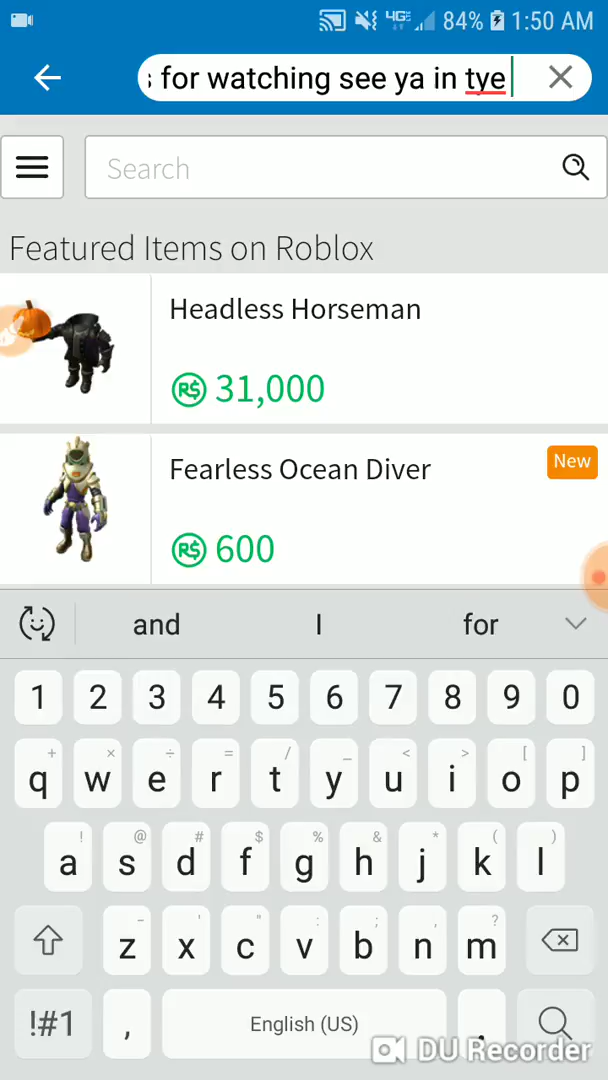 4GE 84% 1:50 AM
for watching see ya in tye
Search
Featured Items on Roblox
Headless Horseman
R$ 31,000
Fearless Ocean Diver
New
R$ 600
and I for
1 2 3 4 5 6 7 8 9 0
+ × ÷ = / _ < > [ ]
q w e r t y u i o p
! @ # $ % & * ( )
a s d f g h j k l
- ' " : ; , ?
z x c v b n m
!#1 , English (US) .
DU Recorder